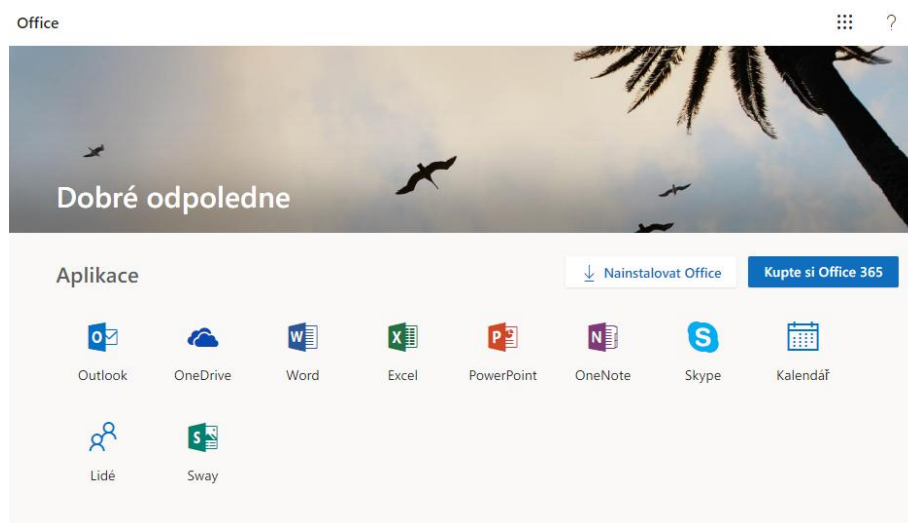 Office
?
Dobré odpoledne
Aplikace
Nainstalovat Office
Kupte si Office 365
Outlook
OneDrive
Word
Excel
PowerPoint
OneNote
Skype
Kalendář
Lidé
Sway